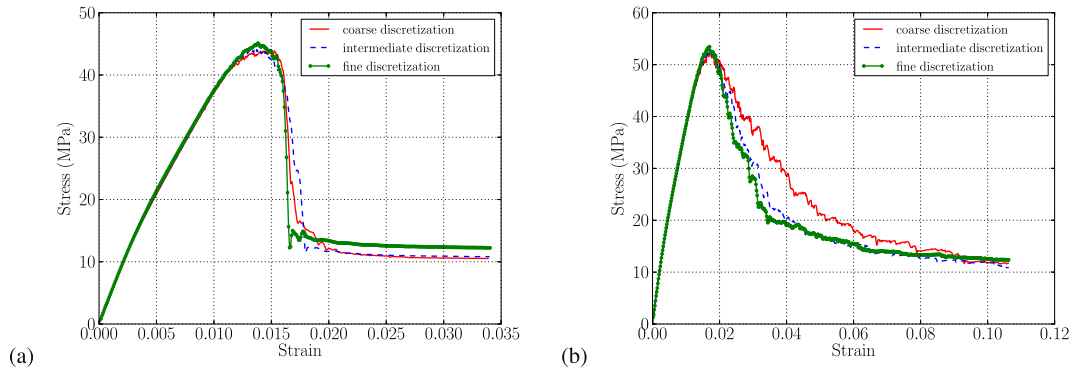 50
40
30
20
10
0
Stress (MPa)
0.000 0.005 0.010 0.015 0.020 0.025 0.030 0.035
Strain
coarse discretization
intermediate discretization
fine discretization
(a)
60
50
40
30
20
10
0
Stress (MPa)
0.00 0.02 0.04 0.06 0.08 0.10 0.12
Strain
coarse discretization
intermediate discretization
fine discretization
(b)